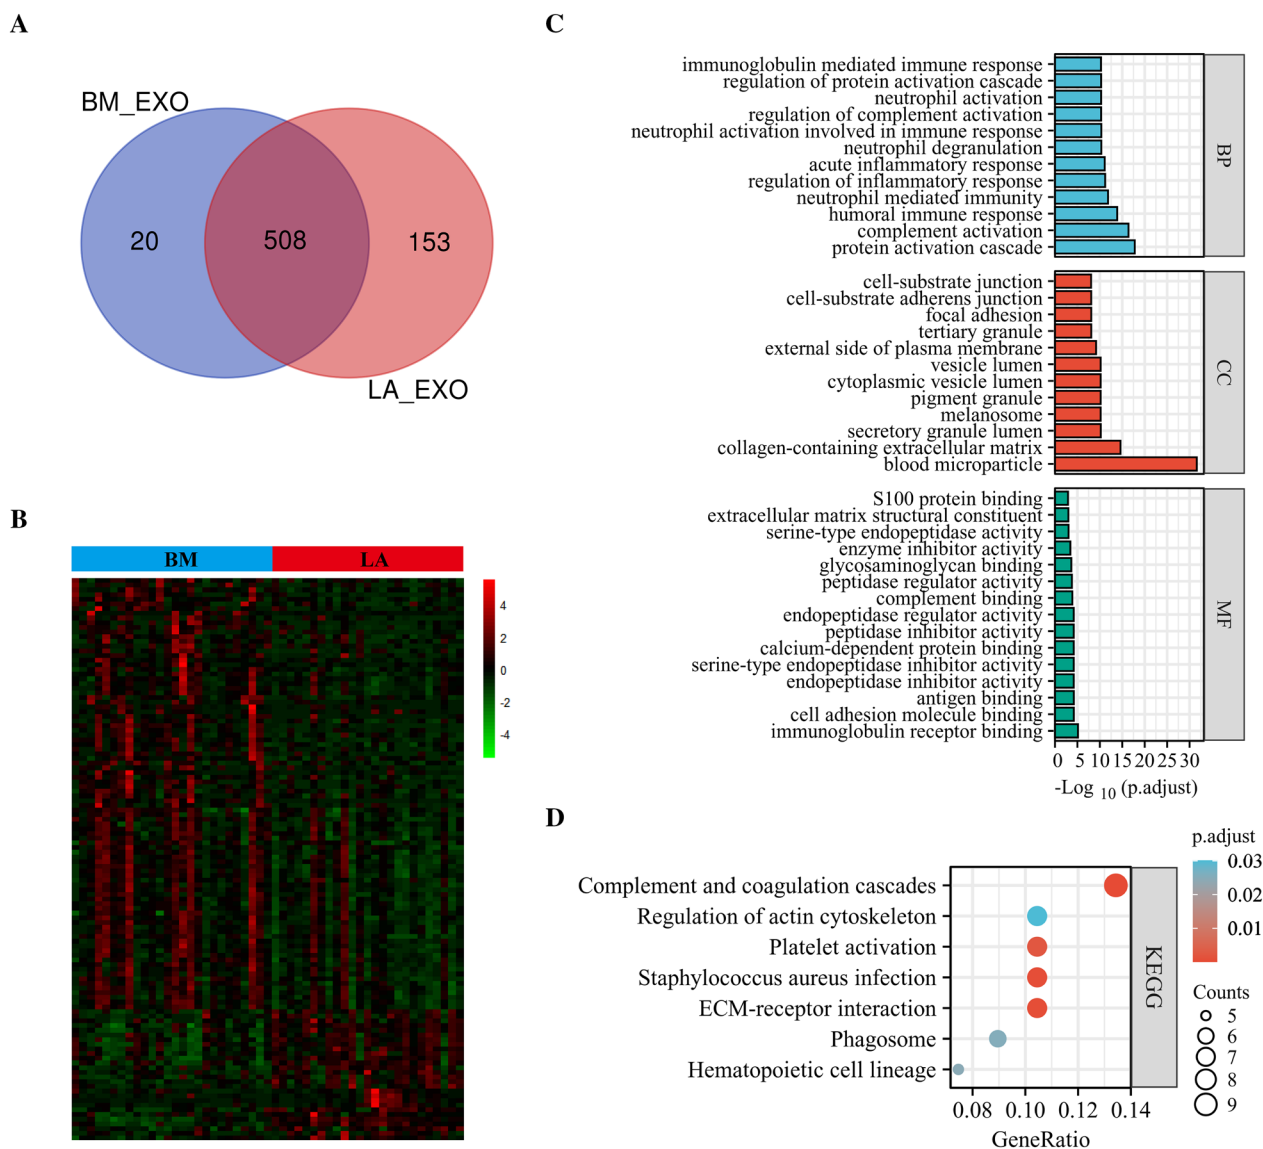 A
BM_EXO
20
508
153
LA_EXO
B
BM
LA
4
2
0
-2
-4
C
immunoglobulin mediated immune response
regulation of protein activation cascade
neutrophil activation
regulation of complement activation
neutrophil activation involved in immune response
neutrophil degranulation
acute inflammatory response
regulation of inflammatory response
neutrophil mediated immunity
humoral immune response
complement activation
protein activation cascade
BP
cell-substrate junction
cell-substrate adherens junction
focal adhesion
tertiary granule
external side of plasma membrane
vesicle lumen
cytoplasmic vesicle lumen
pigment granule
melanosome
secretory granule lumen
collagen-containing extracellular matrix
blood microparticle
CC
S100 protein binding
extracellular matrix structural constituent
serine-type endopeptidase activity
enzyme inhibitor activity
glycosaminoglycan binding
peptidase regulator activity
complement binding
endopeptidase regulator activity
peptidase inhibitor activity
calcium-dependent protein binding
serine-type endopeptidase inhibitor activity
endopeptidase inhibitor activity
antigen binding
cell adhesion molecule binding
immunoglobulin receptor binding
MF
0 5 10 15 20 25 30
-Log 10 (p.adjust)
D
Complement and coagulation cascades
Regulation of actin cytoskeleton
Platelet activation
Staphylococcus aureus infection
ECM-receptor interaction
Phagosome
Hematopoietic cell lineage
KEGG
0.08 0.10 0.12 0.14
GeneRatio
p.adjust
0.03
0.02
0.01
Counts
5
6
7
8
9